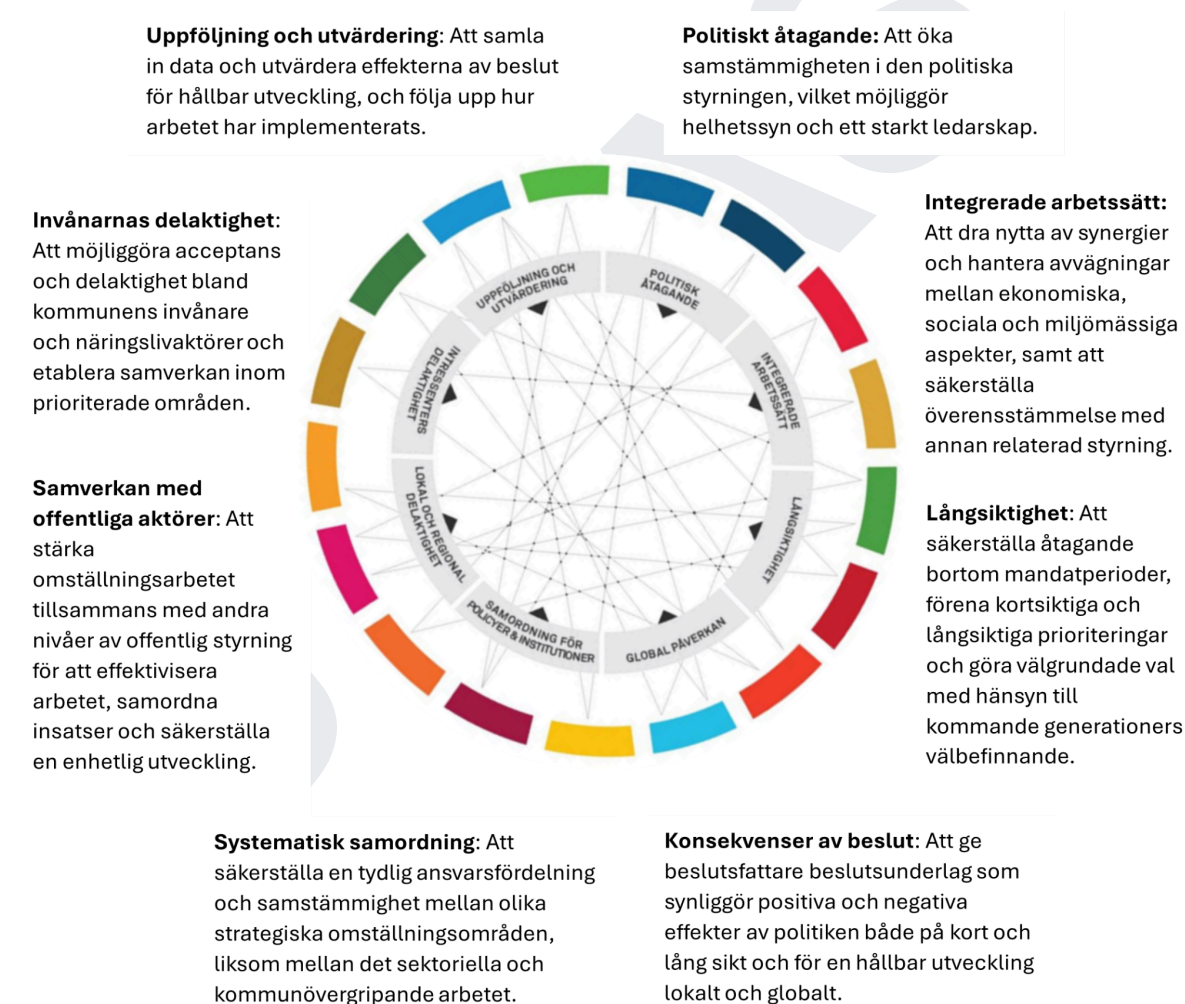 Uppföljning och utvärdering: Att samla
in data och utvärdera effekterna av beslut
för hållbar utveckling, och följa upp hur
arbetet har implementerats.
Politiskt åtagande: Att öka
samstämmigheten i den politiska
styrningen, vilket möjliggör
helhetssyn och ett starkt ledarskap.
Invånarnas delaktighet:
Att möjliggöra acceptans
och delaktighet bland
kommunens invånare
och näringslivaktörer och
etablera samverkan inom
prioriterade områden.
Integrerade arbetssätt:
Att dra nytta av synergier
och hantera avvägningar
mellan ekonomiska,
sociala och miljömässiga
aspekter, samt att
säkerställa
överensstämmelse med
annan relaterad styrning.
UPPFÖLJNING OCH
UTVÄRDERING
POLITISK
ÅTAGANDE
INTEGRERADE
ARBETSSÄTT
LÅNGSIKTIGHET
GLOBAL PÅVERKAN
SAMORDNING FÖR
POLICYER & INSTITUTIONER
LOKAL OCH REGIONAL
DELAKTIGHET
INTRESSENTERS
DELAKTIGHET
Samverkan med
offentliga aktörer: Att
stärka
omställningsarbetet
tillsammans med andra
nivåer av offentlig styrning
för att effektivisera
arbetet, samordna
insatser och säkerställa
en enhetlig utveckling.
Långsiktighet: Att
säkerställa åtagande
bortom mandatperioder,
förena kortsiktiga och
långsiktiga prioriteringar
och göra välgrundade val
med hänsyn till
kommande generationers
välbefinnande.
Systematisk samordning: Att
säkerställa en tydlig ansvarsfördelning
och samstämmighet mellan olika
strategiska omställningsområden,
liksom mellan det sektoriella och
kommunövergripande arbetet.
Konsekvenser av beslut: Att ge
beslutsfattare beslutsunderlag som
synliggör positiva och negativa
effekter av politiken både på kort och
lång sikt och för en hållbar utveckling
lokalt och globalt.